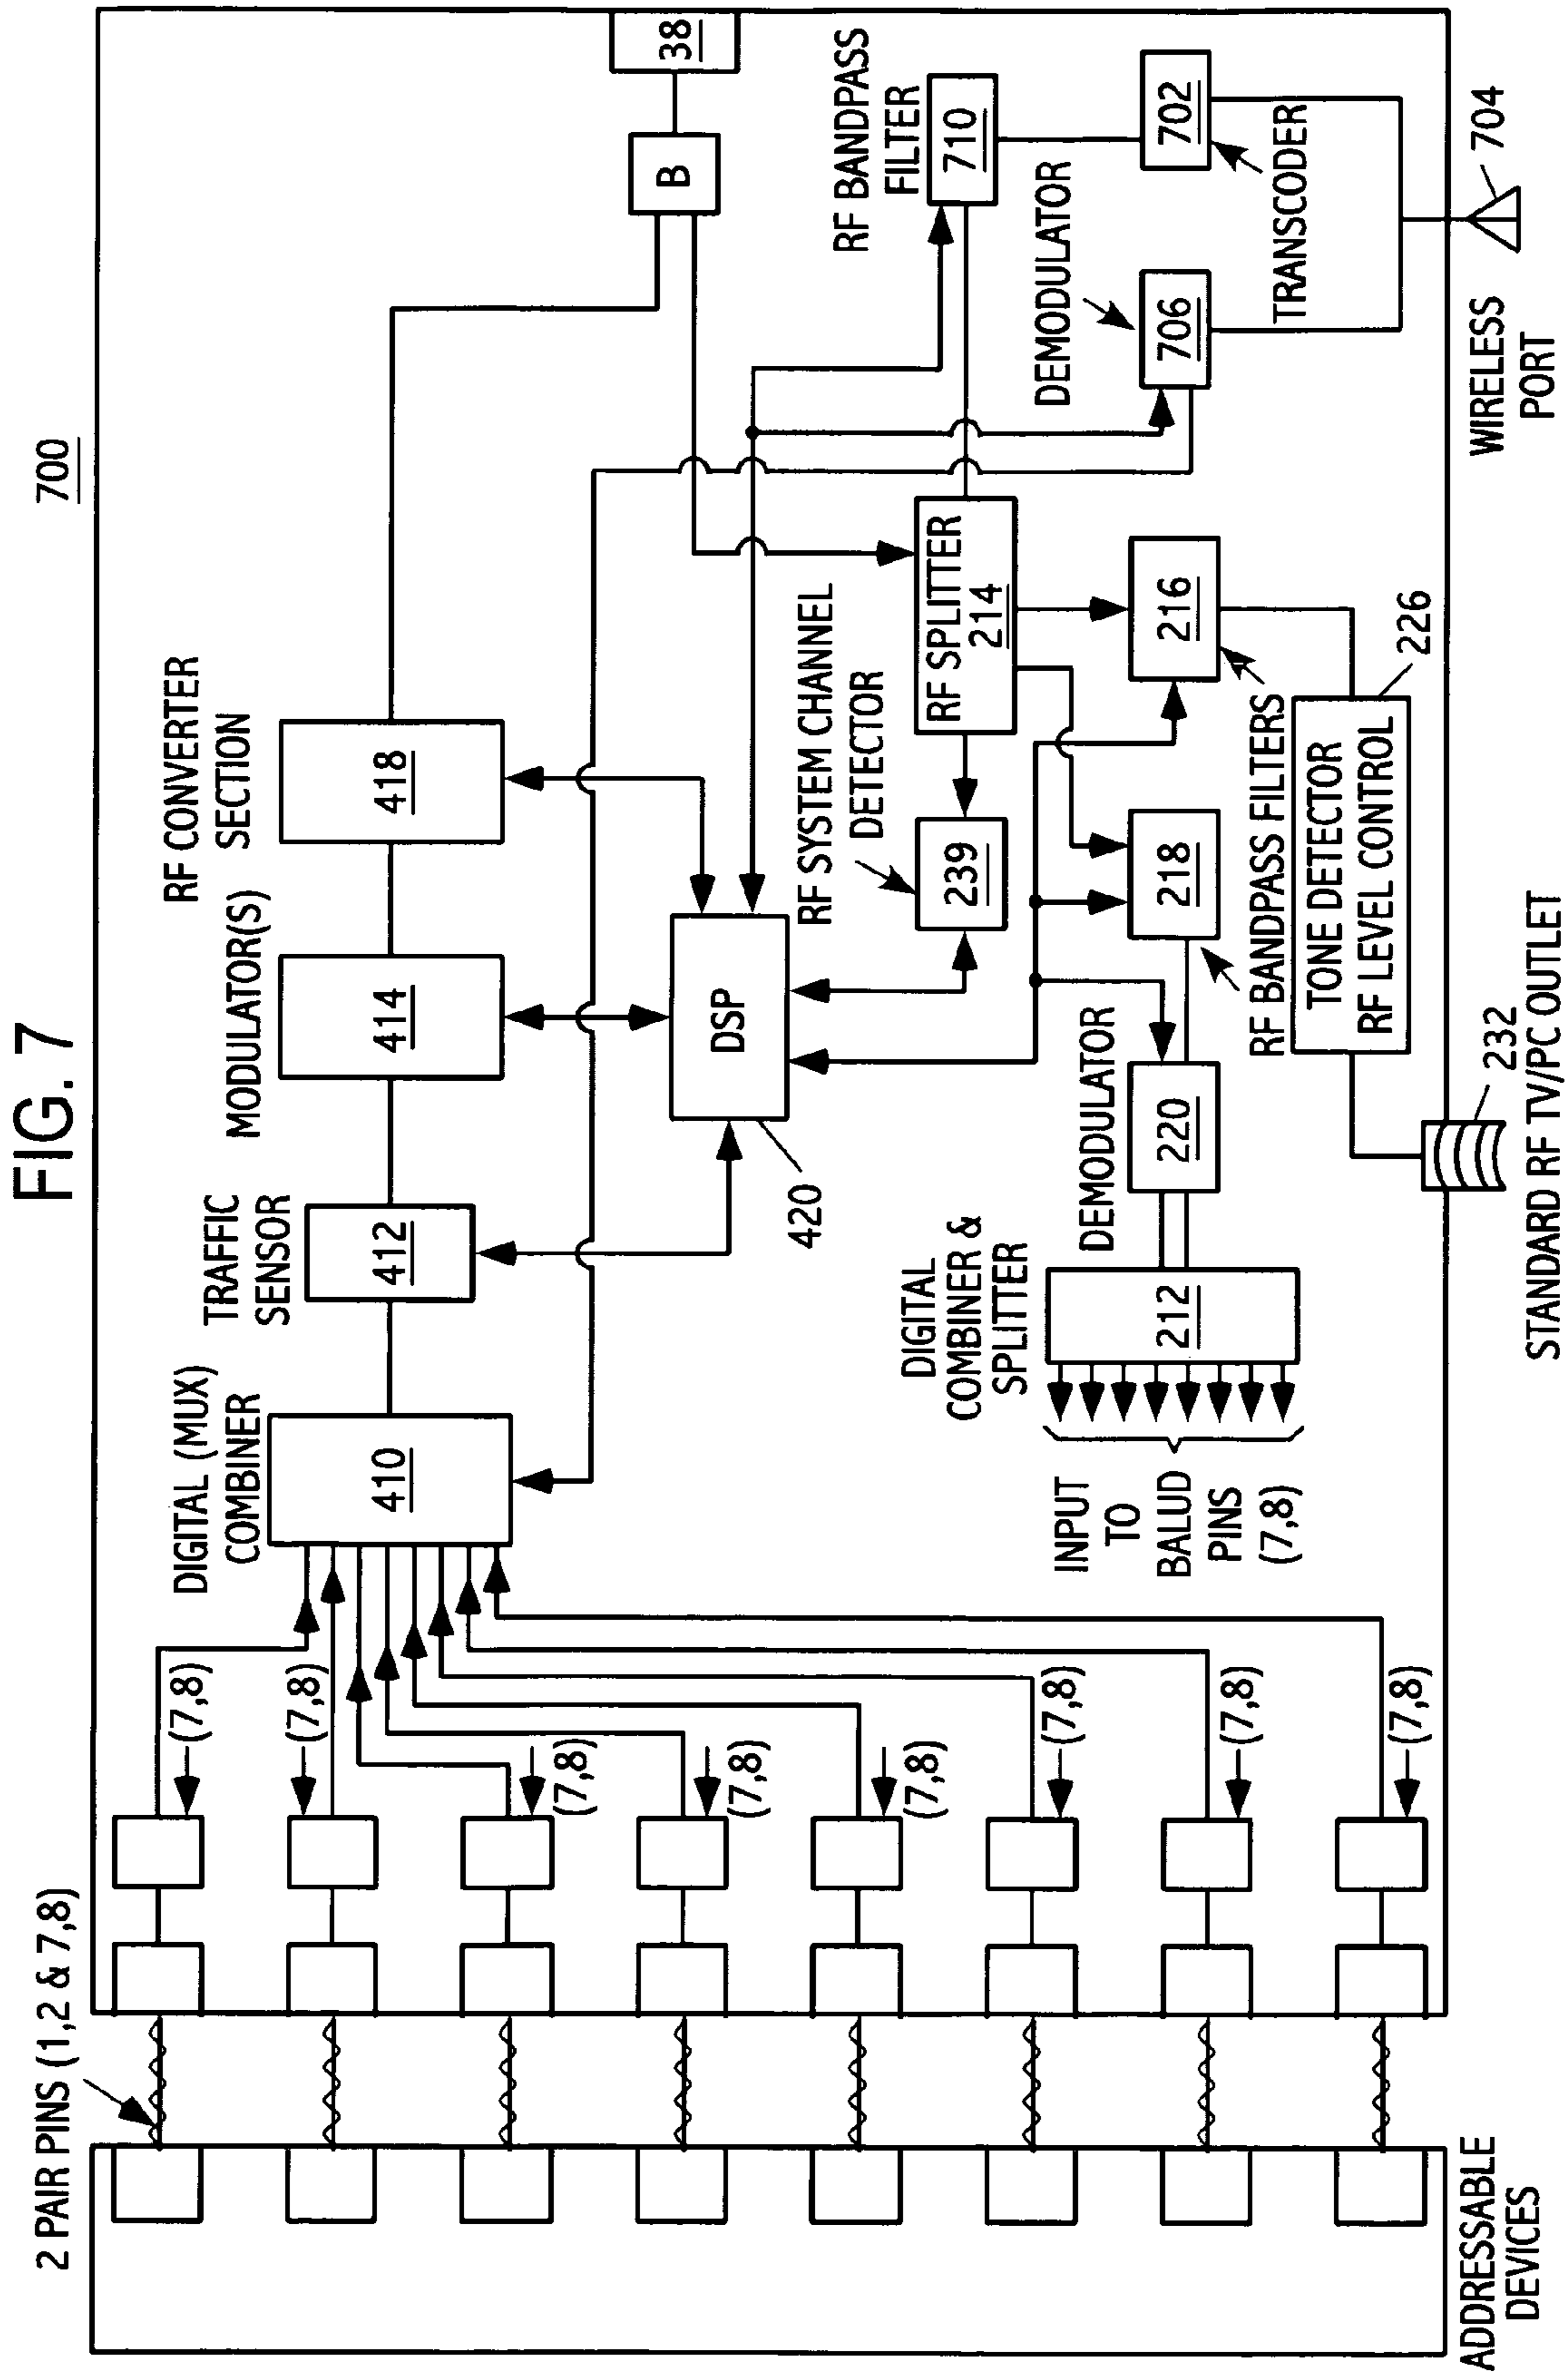 FIG. 7
700
2 PAIR PINS (1,2 & 7,8)
DIGITAL (MUX)
COMBINER
410
TRAFFIC
SENSOR
412
MODULATOR(S)
414
RF CONVERTER
SECTION
418
B
38
(7,8)
(7,8)
(7,8)
(7,8)
(7,8)
(7,8)
(7,8)
(7,8)
DSP
420
RF SYSTEM CHANNEL
DETECTOR
239
RF SPLITTER
214
RF BANDPASS
FILTER
710
DEMODULATOR
706
702
TRANSCODER
704
WIRELESS
PORT
DIGITAL
COMBINER &
SPLITTER
212
INPUT
TO
BALUD
PINS
(7,8)
DEMODULATOR
220
218
216
RF BANDPASS FILTERS
TONE DETECTOR
RF LEVEL CONTROL
226
232
STANDARD RF TV/PC OUTLET
ADDRESSABLE
DEVICES